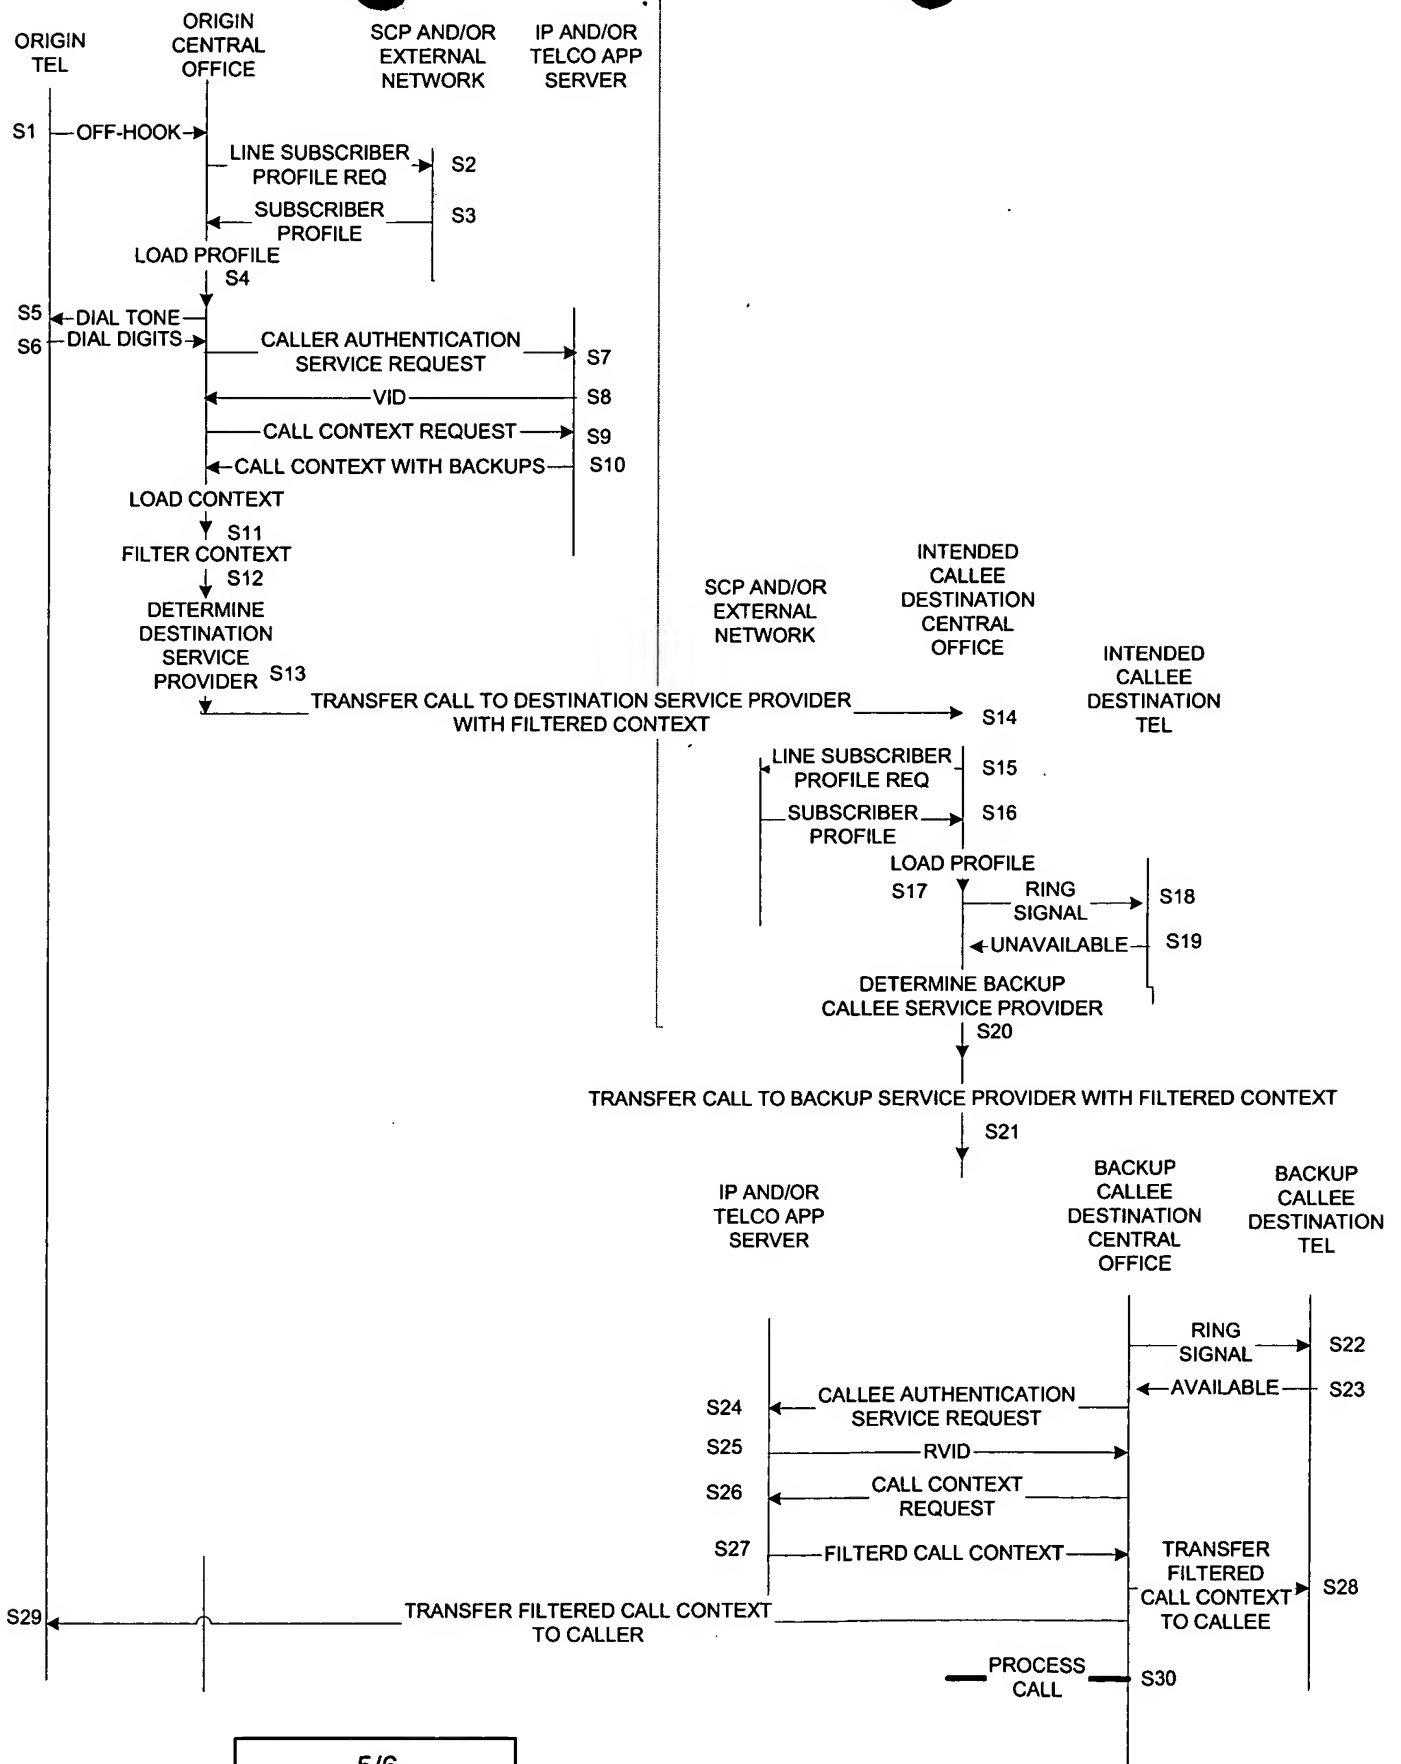 ORIGIN
TEL
ORIGIN
CENTRAL
OFFICE
SCP AND/OR
EXTERNAL
NETWORK
IP AND/OR
TELCO APP
SERVER
S1
OFF-HOOK
LINE SUBSCRIBER
PROFILE REQ
S2
SUBSCRIBER
PROFILE
S3
LOAD PROFILE
S4
S5
DIAL TONE
S6
DIAL DIGITS
CALLER AUTHENTICATION
SERVICE REQUEST
S7
VID
S8
CALL CONTEXT REQUEST
S9
CALL CONTEXT WITH BACKUPS
S10
LOAD CONTEXT
S11
FILTER CONTEXT
S12
DETERMINE
DESTINATION
SERVICE
PROVIDER
S13
SCP AND/OR
EXTERNAL
NETWORK
INTENDED
CALLEE
DESTINATION
CENTRAL
OFFICE
INTENDED
CALLEE
DESTINATION
TEL
TRANSFER CALL TO DESTINATION SERVICE PROVIDER
WITH FILTERED CONTEXT
S14
LINE SUBSCRIBER
PROFILE REQ
S15
SUBSCRIBER
PROFILE
S16
LOAD PROFILE
S17
RING
SIGNAL
S18
UNAVAILABLE
S19
DETERMINE BACKUP
CALLEE SERVICE PROVIDER
S20
TRANSFER CALL TO BACKUP SERVICE PROVIDER WITH FILTERED CONTEXT
S21
IP AND/OR
TELCO APP
SERVER
BACKUP
CALLEE
DESTINATION
CENTRAL
OFFICE
BACKUP
CALLEE
DESTINATION
TEL
RING
SIGNAL
S22
AVAILABLE
S23
S24
CALLEE AUTHENTICATION
SERVICE REQUEST
S25
RVID
S26
CALL CONTEXT
REQUEST
S27
FILTERD CALL CONTEXT
TRANSFER
FILTERED
CALL CONTEXT
TO CALLEE
S28
S29
TRANSFER FILTERED CALL CONTEXT
TO CALLER
PROCESS
CALL
S30
5/6